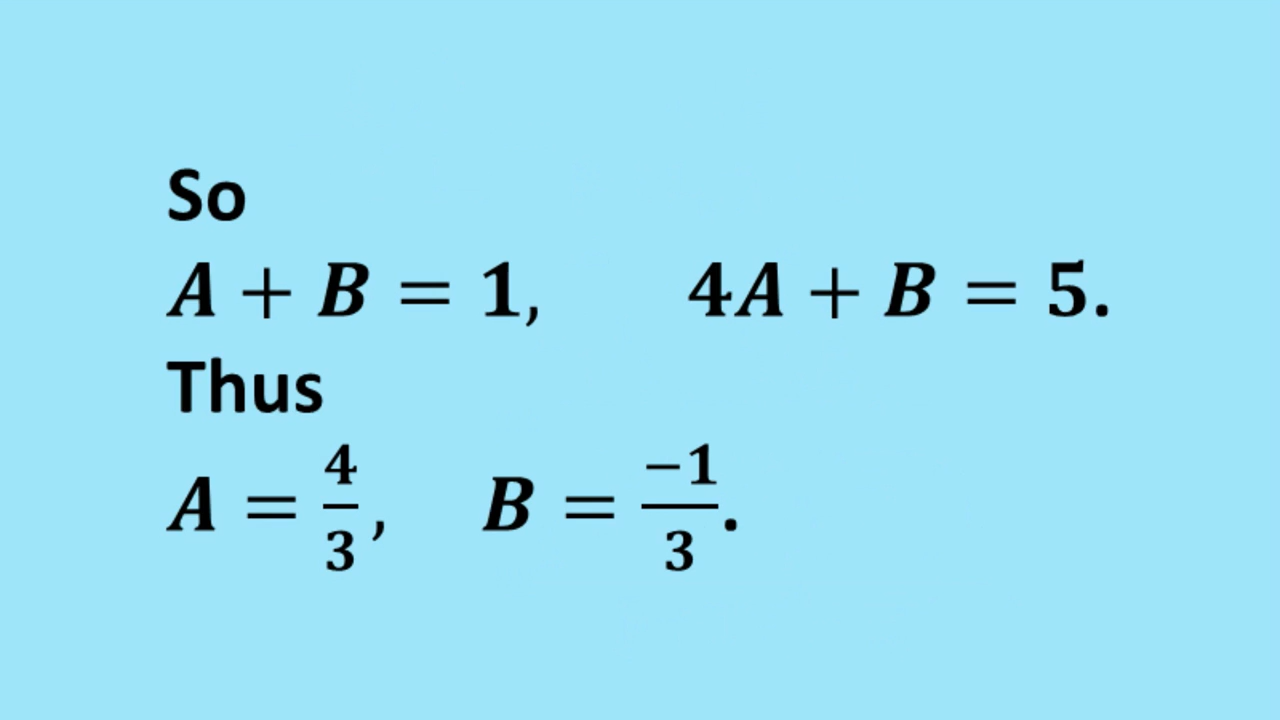 So
A + B = 1, 4A + B = 5.
Thus
A = 4/3, B = -1/3.